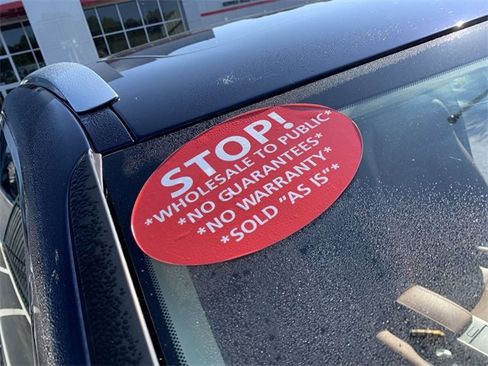 STOP!
*WHOLESALE TO PUBLIC*
*NO GUARANTEES*
*NO WARRANTY*
*SOLD "AS IS"*